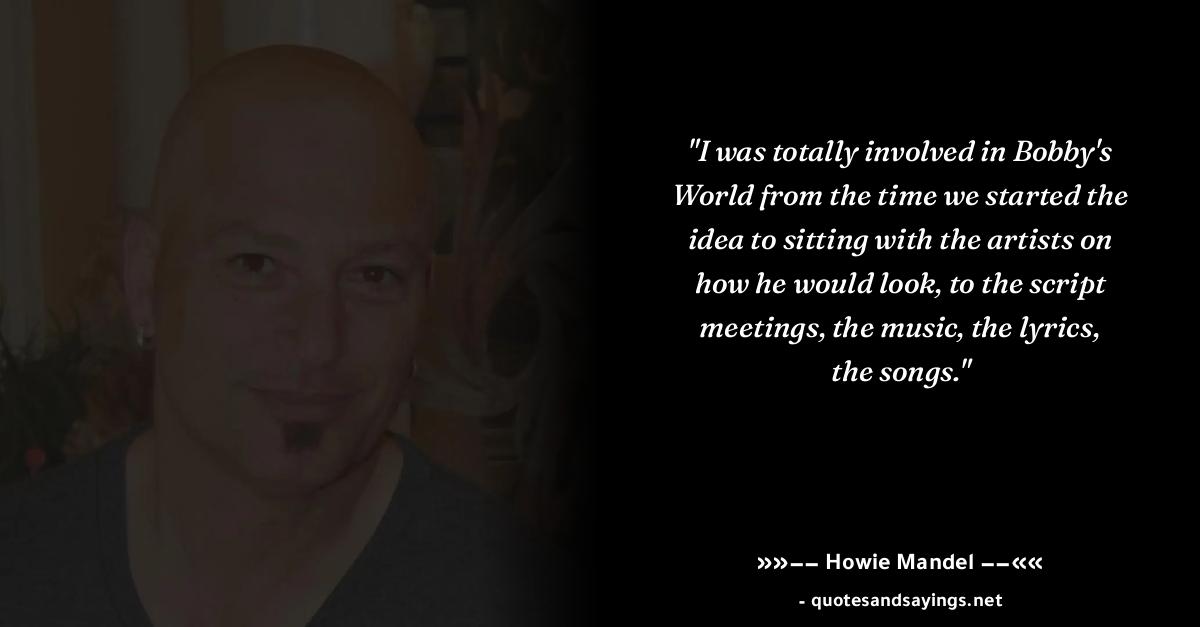 "I was totally involved in Bobby's
World from the time we started the
idea to sitting with the artists on
how he would look, to the script
meetings, the music, the lyrics,
the songs."
»»–– Howie Mandel ––««
- quotesandsayings.net